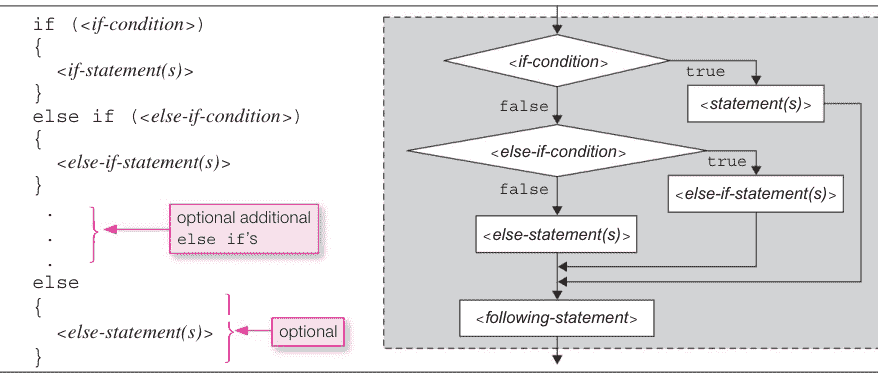 if (<if-condition>)
{
<if-statement(s)>
}
else if (<else-if-condition>)
{
<else-if-statement(s)>
}
.
.
.
optional additional
else if's
else
{
<else-statement(s)>
}
optional
<if-condition>
true
<statement(s)>
false
<else-if-condition>
true
<else-if-statement(s)>
false
<else-statement(s)>
<following-statement>